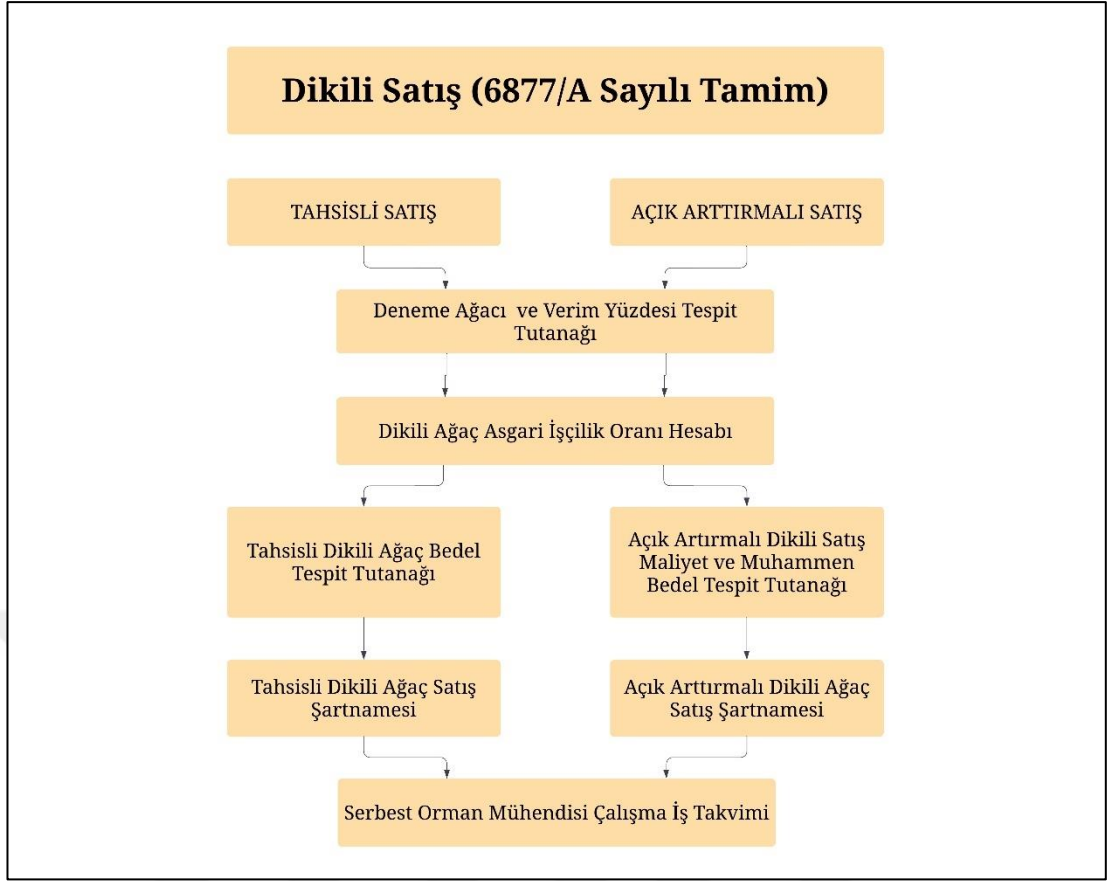 Dikili Satış (6877/A Sayılı Tamim)
TAHSİSLİ SATIŞ
AÇIK ARTTIRMALI SATIŞ
Deneme Ağacı ve Verim Yüzdesi Tespit
Tutanağı
Dikili Ağaç Asgari İşçilik Oranı Hesabı
Tahsisli Dikili Ağaç Bedel
Tespit Tutanağı
Açık Artırmalı Dikili Satış
Maliyet ve Muhammen
Bedel Tespit Tutanağı
Tahsisli Dikili Ağaç Satış
Şartnamesi
Açık Arttırmalı Dikili Ağaç
Satış Şartnamesi
Serbest Orman Mühendisi Çalışma İş Takvimi